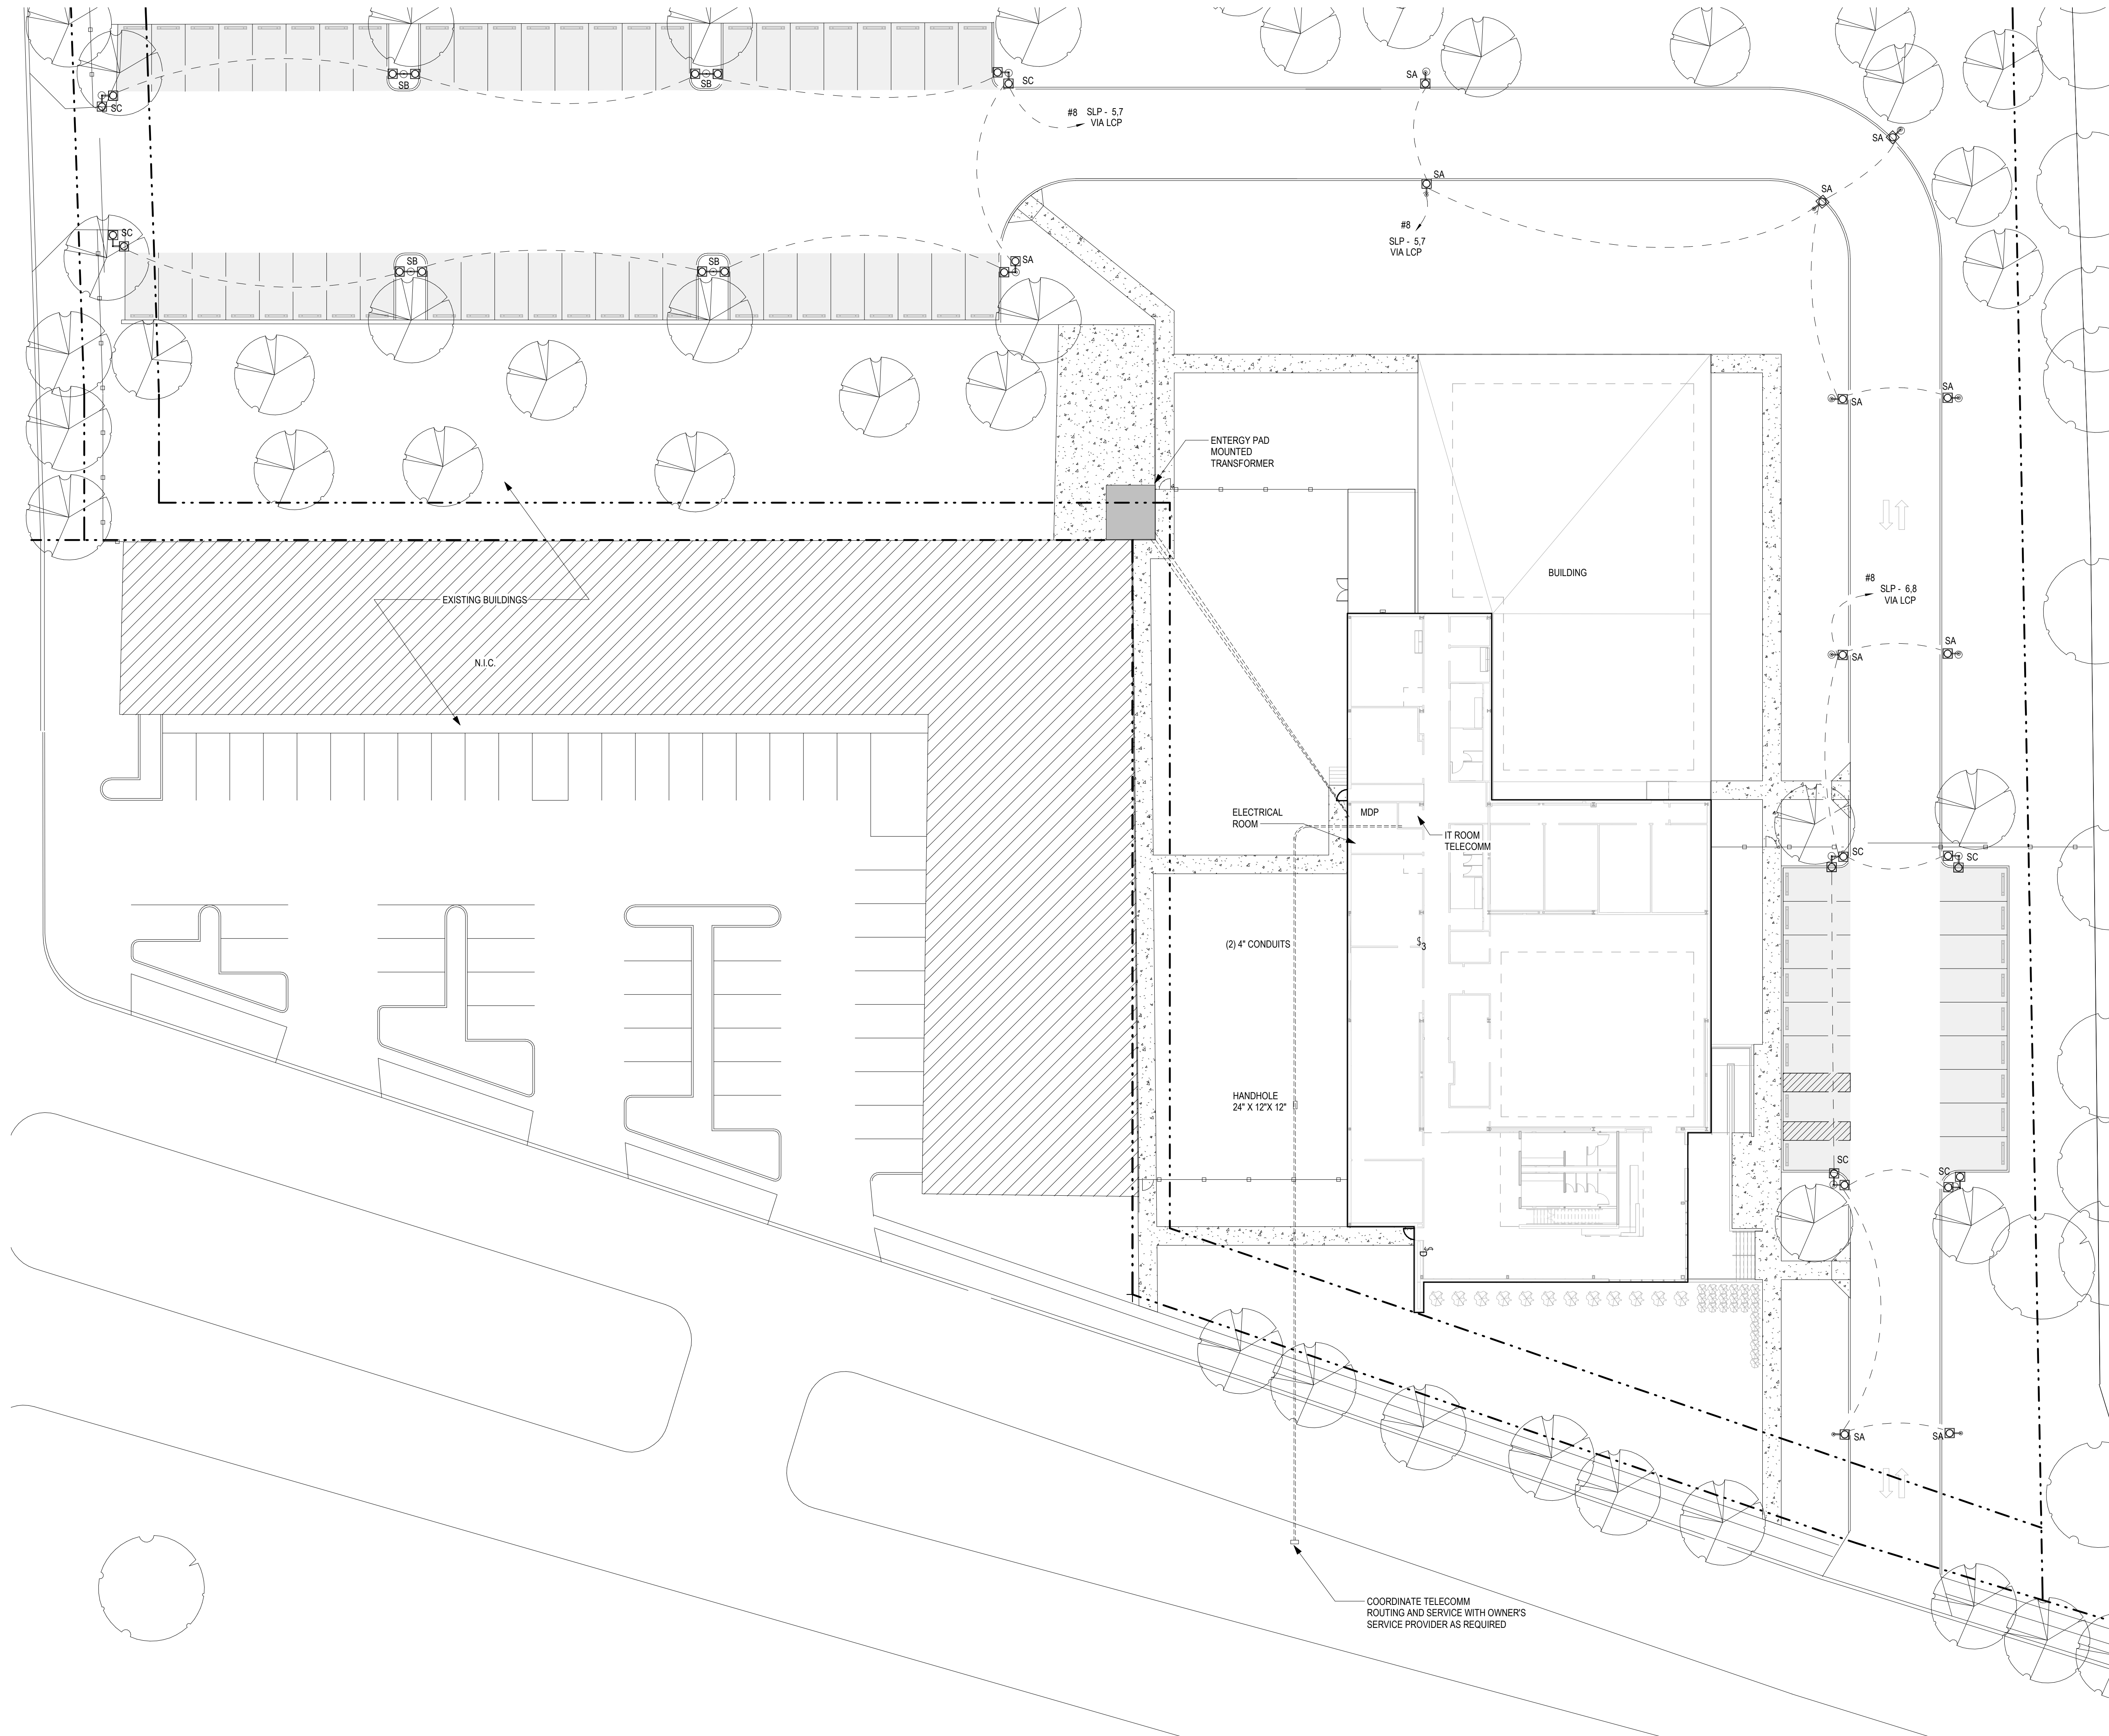 SB
SB
SC
SC
#8 SLP - 5,7
VIA LCP
SA
SA
SA
SA
#8
SLP - 5,7
VIA LCP
SC
SB
SB
SA
SA
SA
ENTERGY PAD
MOUNTED
TRANSFORMER
BUILDING
#8
SLP - 6,8
VIA LCP
EXISTING BUILDINGS
N.I.C.
SA
SA
ELECTRICAL
ROOM
MDP
IT ROOM
TELECOMM
SC
SC
(2) 4" CONDUITS
$3
HANDHOLE
24" X 12"X 12"
SC
SC
$
SA
SA
COORDINATE TELECOMM
ROUTING AND SERVICE WITH OWNER'S
SERVICE PROVIDER AS REQUIRED